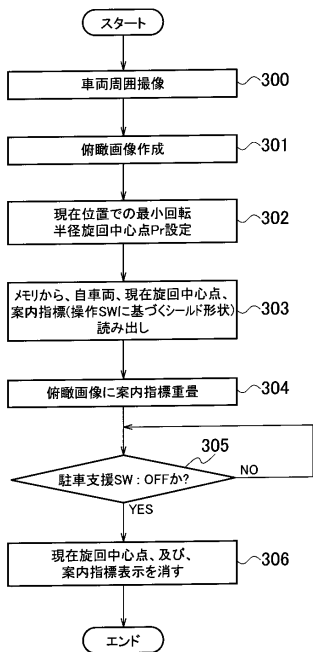 スタート
車両周囲撮像
300
俯瞰画像作成
301
現在位置での最小回転
半径旋回中心点Pr設定
302
メモリから、自車両、現在旋回中心点、
案内指標(操作SWに基づくシールド形状)
読み出し
303
俯瞰画像に案内指標重畳
304
305
駐車支援SW：OFFか?
NO
YES
現在旋回中心点、及び、
案内指標表示を消す
306
エンド